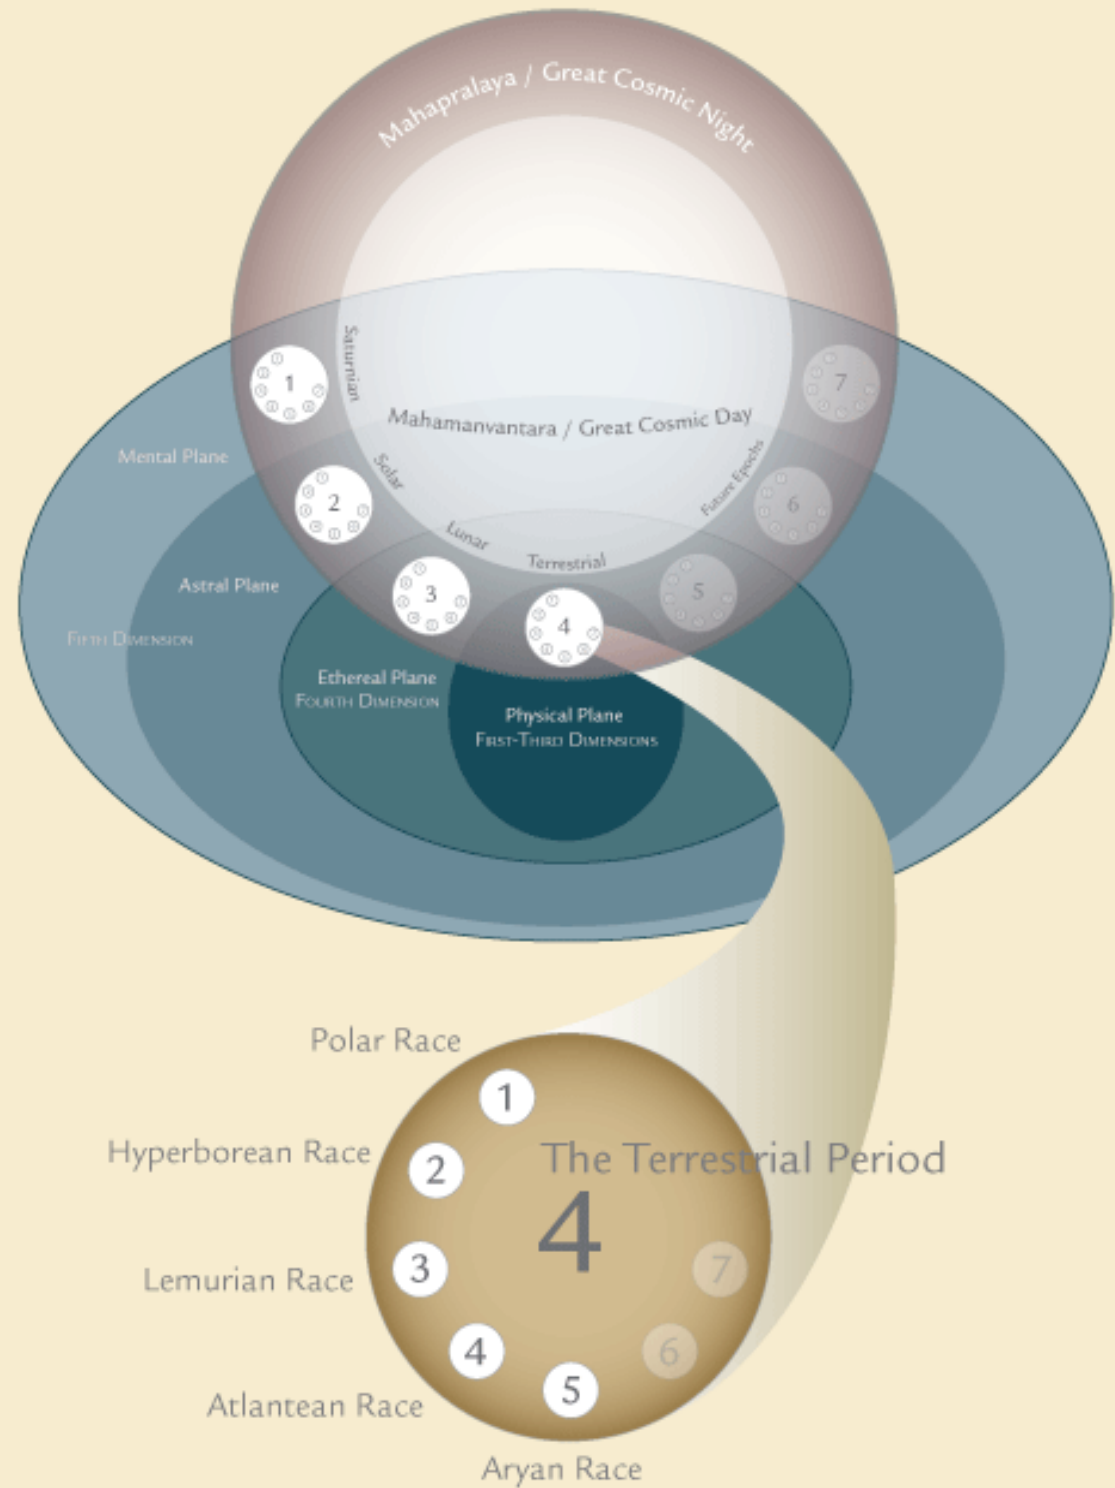 Mahapralaya / Great Cosmic Night
Saturnian
1
7
Mahamanvantara / Great Cosmic Day
Mental Plane
Solar
Future Epochs
2
6
Lunar
Terrestrial
Astral Plane
3
5
4
FIFTH DIMENSION
Ethereal Plane
FOURTH DIMENSION
Physical Plane
FIRST-THIRD DIMENSIONS
Polar Race
1
Hyperborean Race
2
The Terrestrial Period
4
Lemurian Race
3
7
4
6
5
Atlantean Race
Aryan Race